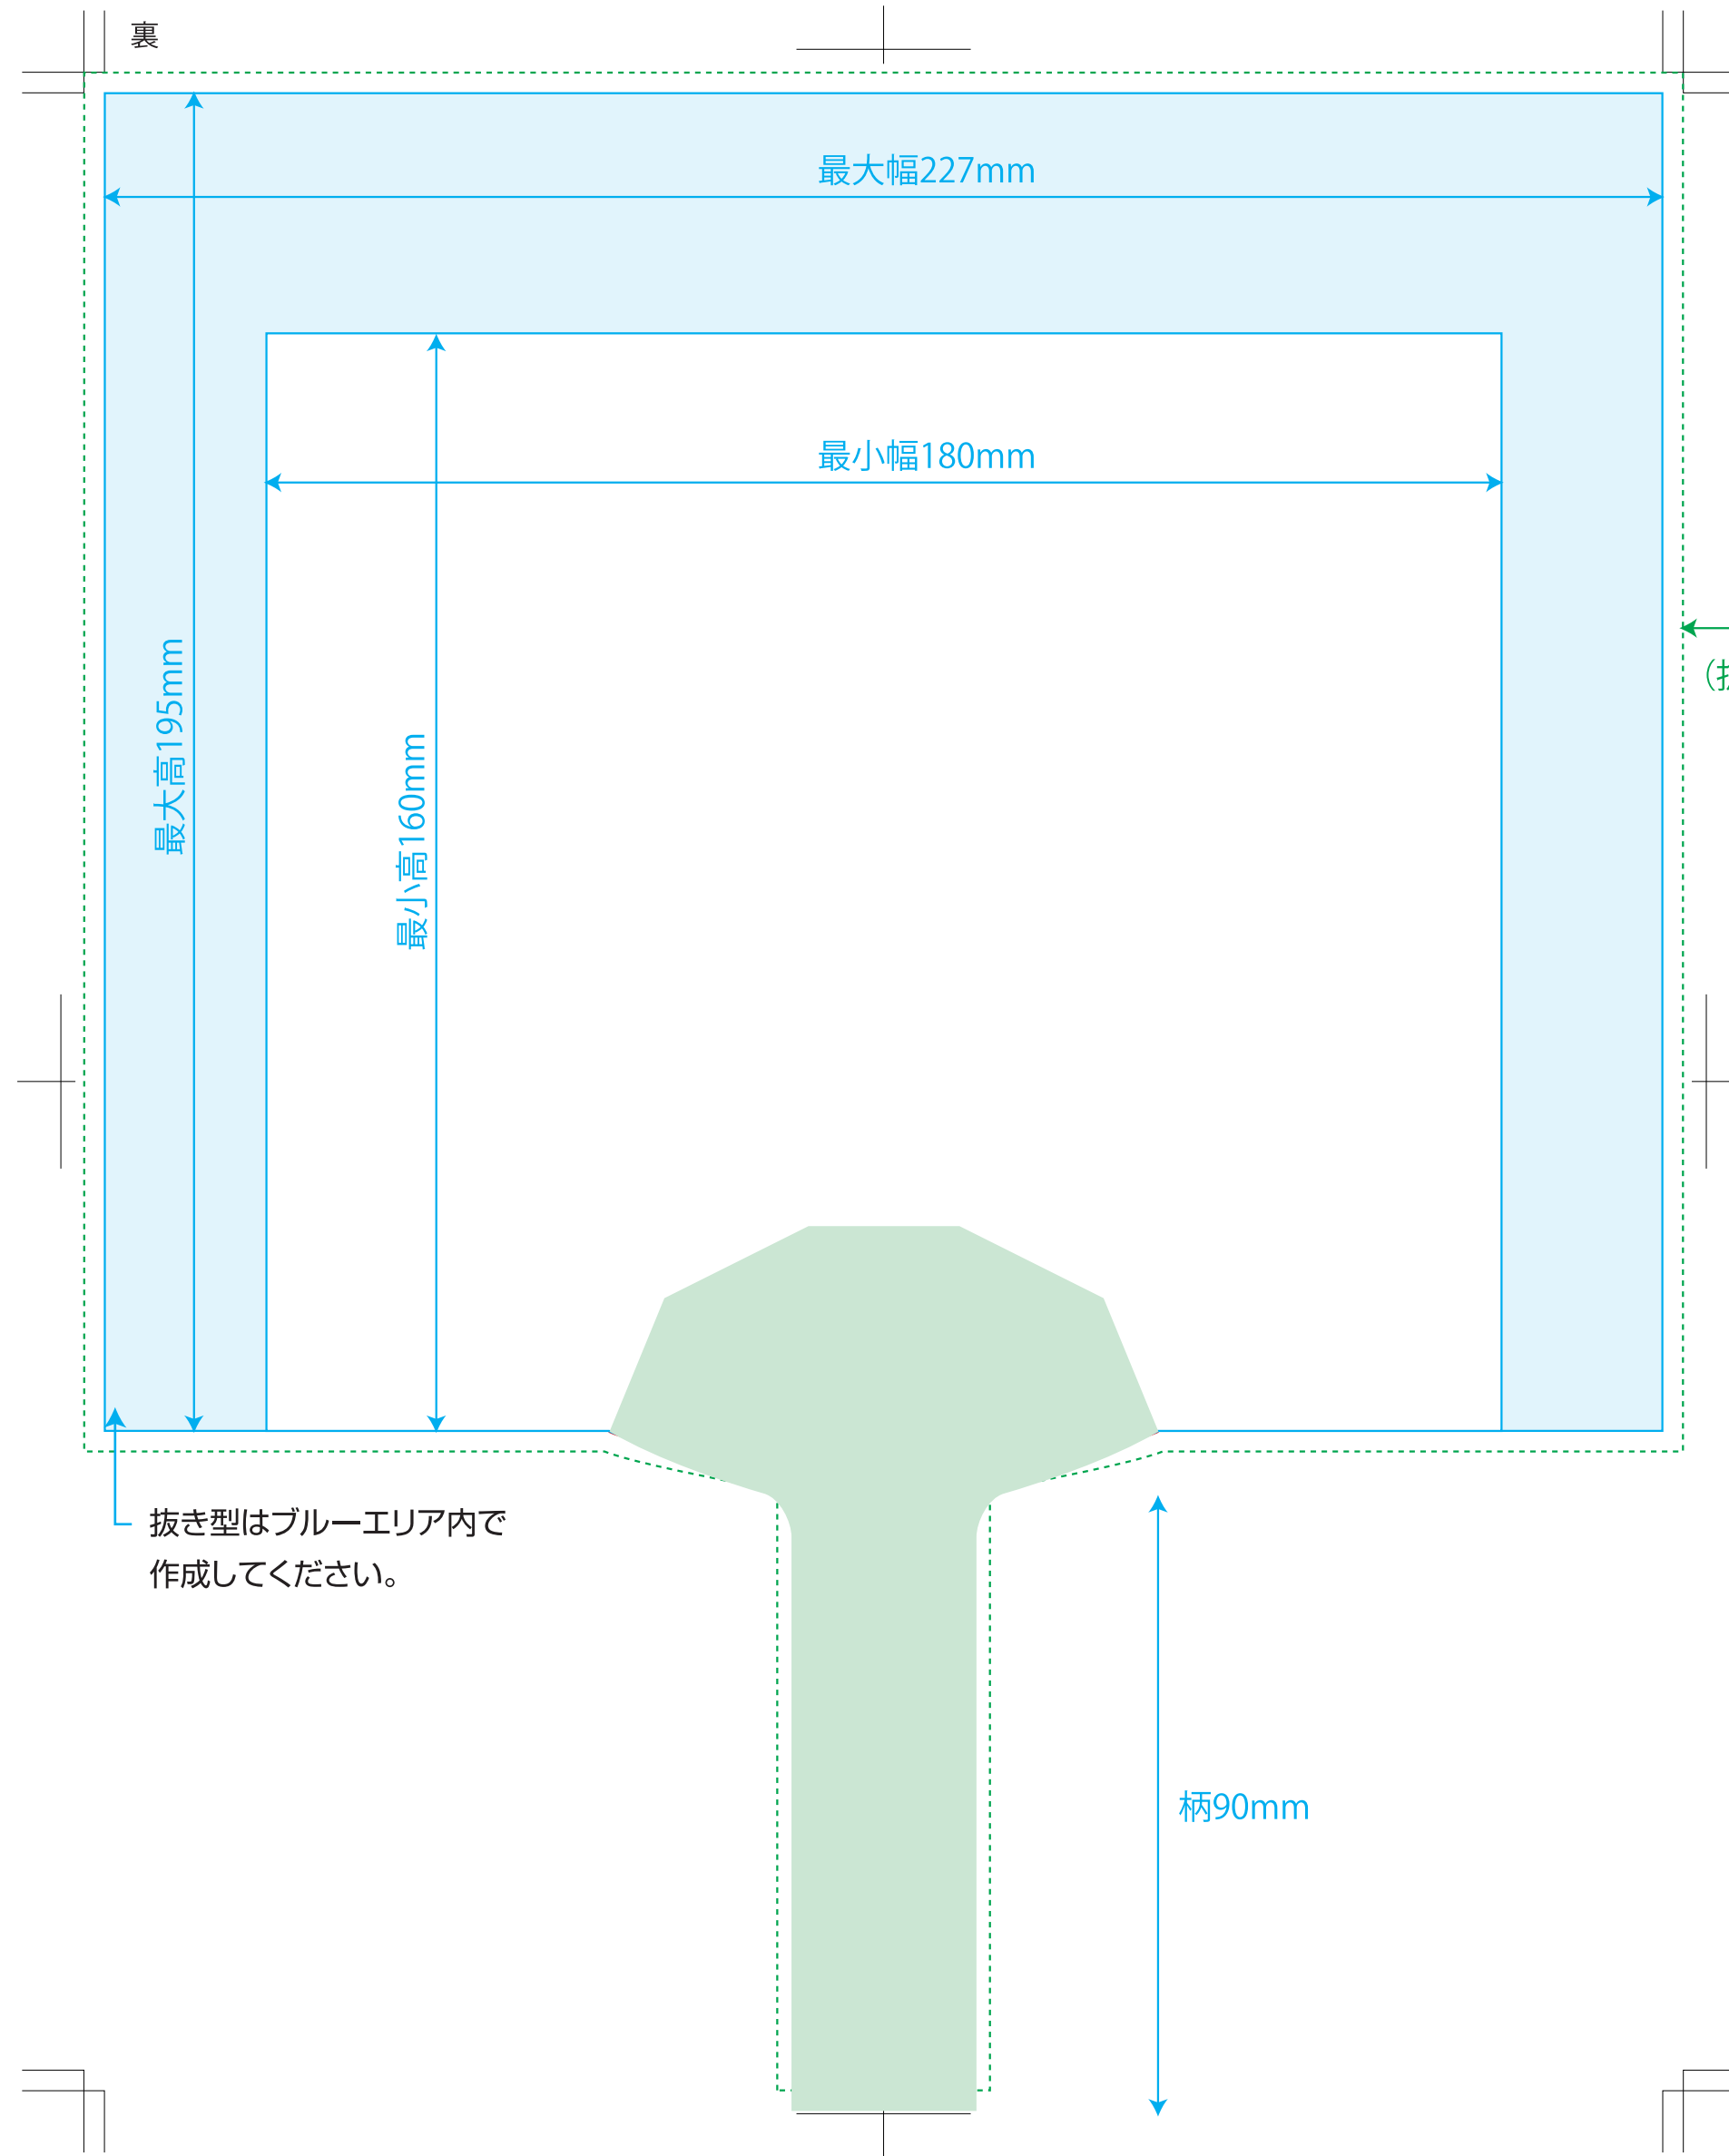 裏
最大幅227mm
最小幅180mm
最大高195mm
最小高160mm
抜き型はブリーエリア内で
作成してください。
柄90mm